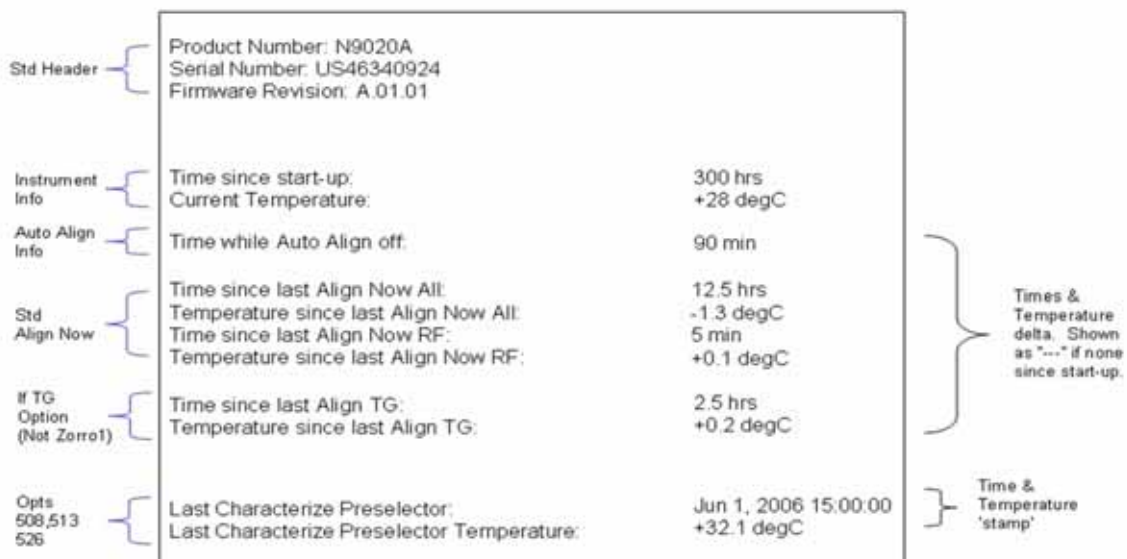 Std Header
Product Number: N9020A
Serial Number: US46340924
Firmware Revision: A.01.01
Instrument
Info
Time since start-up: 300 hrs
Current Temperature: +28 degC
Auto Align
Info
Time while Auto Align off: 90 min
Std
Align Now
Time since last Align Now All: 12.5 hrs
Temperature since last Align Now All: -1.3 degC
Time since last Align Now RF: 5 min
Temperature since last Align Now RF: +0.1 degC
If TG
Option
(Not Zorro1)
Time since last Align TG: 2.5 hrs
Temperature since last Align TG: +0.2 degC
Times &
Temperature
delta. Shown
as "---" if none
since start-up.
Opts
508,513
526
Last Characterize Preselector: Jun 1, 2006 15:00:00
Last Characterize Preselector Temperature: +32.1 degC
Time &
Temperature
'stamp'